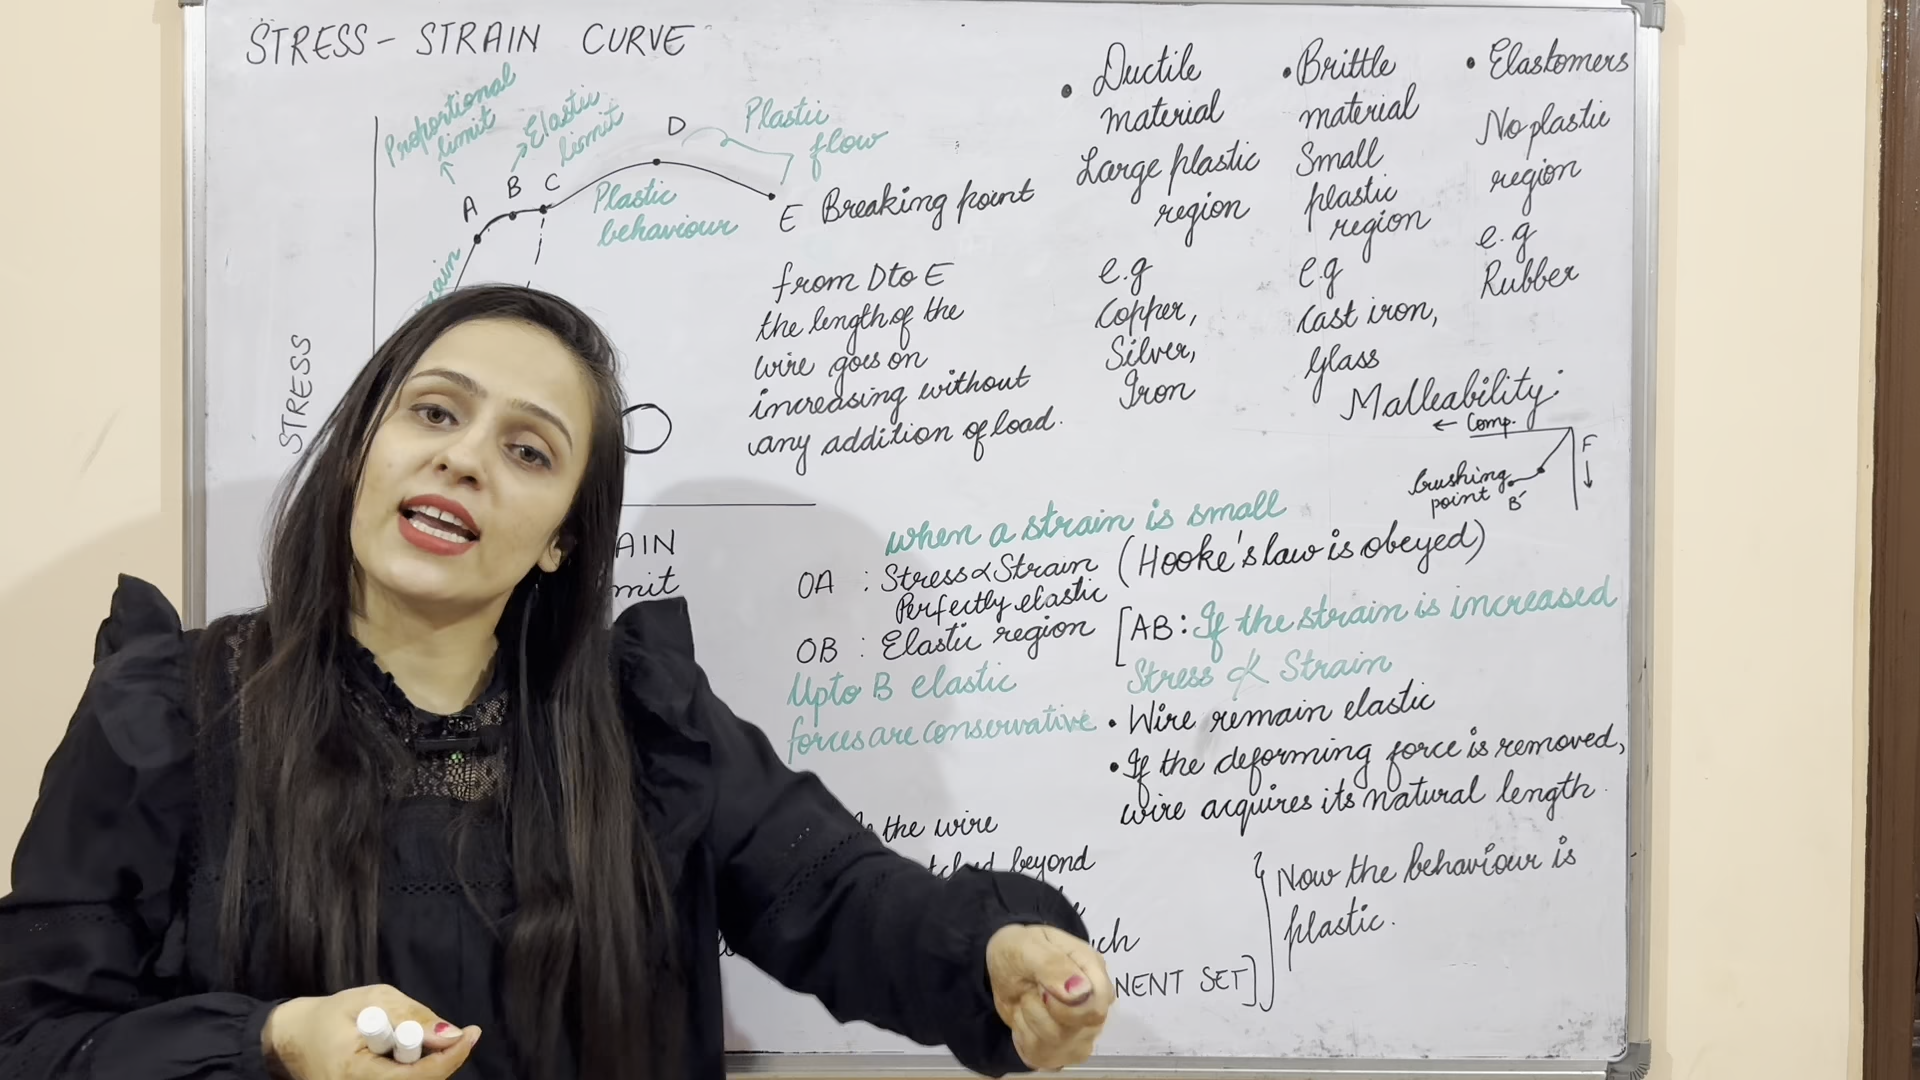 STRESS - STRAIN CURVE
Proportional
limit
Elastic
limit
A
B
C
D
Plastic
flow
Plastic
behaviour
E Breaking point
STRESS
from D to E
the length of the
wire goes on
increasing without
any addition of load.
• Ductile
material
Large plastic
region
e.g
Copper,
Silver,
Iron
• Brittle
material
Small
plastic
region
e.g
Cast iron,
Glass
• Elastomers
No plastic
region
e.g
Rubber
Malleability:
← Comp.
F
Crushing
point B'
when a strain is small
OA : Stress ∝ Strain (Hooke's law is obeyed)
Perfectly elastic
OB : Elastic region
Upto B elastic
forces are conservative
[AB: If the strain is increased
Stress ∝̸ Strain
• Wire remain elastic
• If the deforming force is removed,
wire acquires its natural length.
the wire
beyond
Now the behaviour is
plastic.
SET]